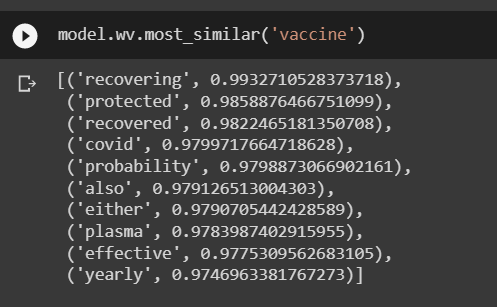 model.wv.most_similar('vaccine')
[('recovering', 0.9932710528373718),
('protected', 0.9858876466751099),
('recovered', 0.9822465181350708),
('covid', 0.9799717664718628),
('probability', 0.9798873066902161),
('also', 0.979126513004303),
('either', 0.9790705442428589),
('plasma', 0.9783987402915955),
('effective', 0.9775309562683105),
('yearly', 0.9746963381767273)]